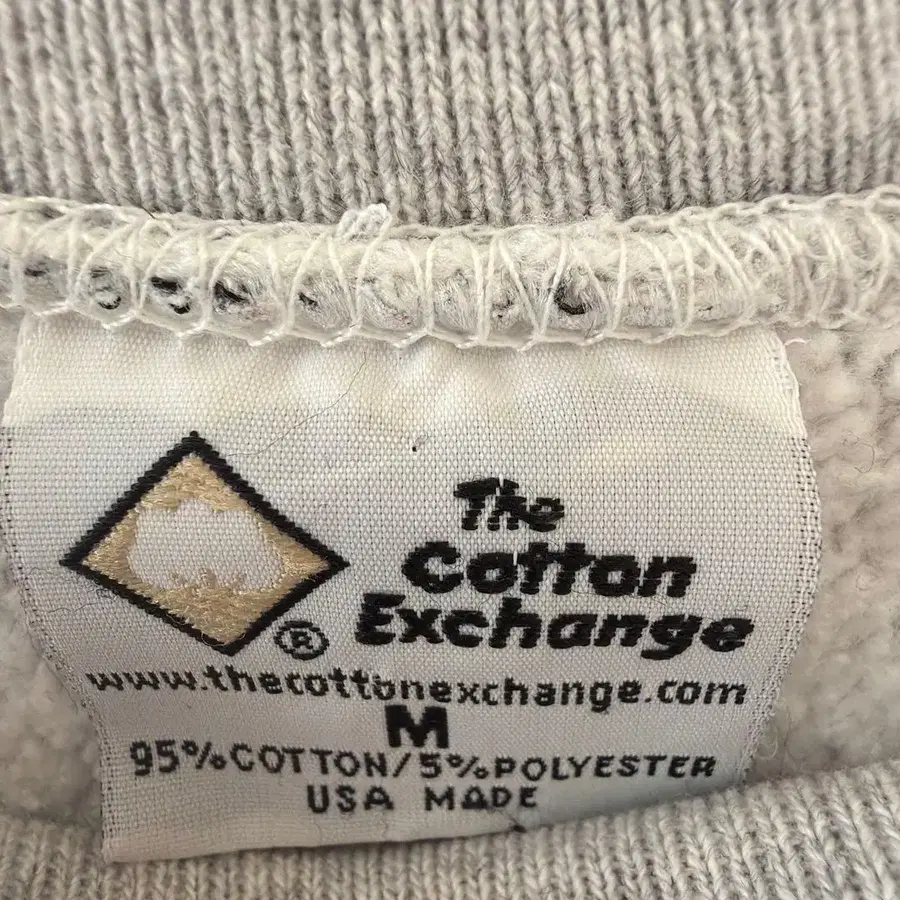 The
Cotton
Exchange
®
www.thecottonexchange.com
M
95%COTTON/5%POLYESTER
USA MADE